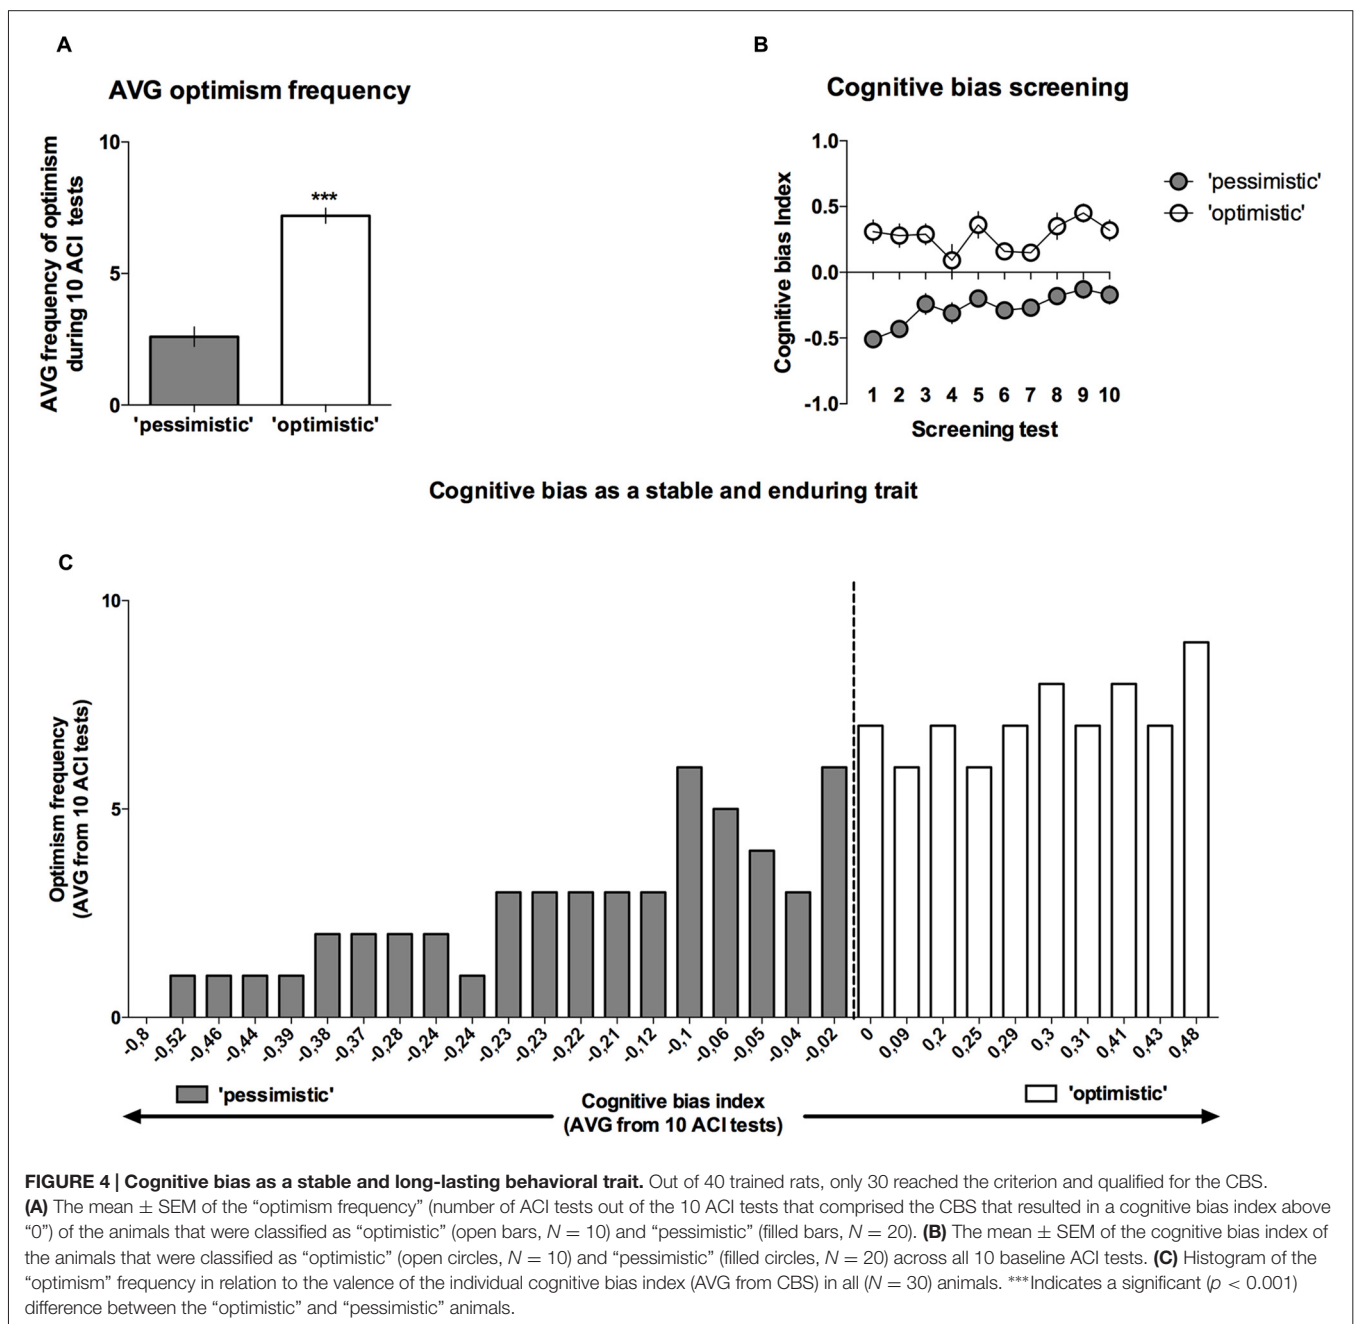 A
AVG optimism frequency
AVG frequency of optimism
during 10 ACI tests
10
5
0
***
'pessimistic' 'optimistic'
B
Cognitive bias screening
Cognitive bias Index
1.0
0.5
0.0
-0.5
-1.0
1 2 3 4 5 6 7 8 9 10
Screening test
'pessimistic'
'optimistic'
Cognitive bias as a stable and enduring trait
C
Optimism frequency
(AVG from 10 ACI tests)
10
5
0
-0,8 -0,52 -0,46 -0,44 -0,39 -0,38 -0,37 -0,28 -0,24 -0,24 -0,23 -0,23 -0,22 -0,21 -0,12 -0,1 -0,06 -0,05 -0,04 -0,02 0 0,09 0,2 0,25 0,29 0,3 0,31 0,41 0,43 0,48
'pessimistic'
Cognitive bias index
(AVG from 10 ACI tests)
'optimistic'
FIGURE 4 | Cognitive bias as a stable and long-lasting behavioral trait. Out of 40 trained rats, only 30 reached the criterion and qualified for the CBS.
(A) The mean ± SEM of the “optimism frequency” (number of ACI tests out of the 10 ACI tests that comprised the CBS that resulted in a cognitive bias index above
“0”) of the animals that were classified as “optimistic” (open bars, N = 10) and “pessimistic” (filled bars, N = 20). (B) The mean ± SEM of the cognitive bias index of
the animals that were classified as “optimistic” (open circles, N = 10) and “pessimistic” (filled circles, N = 20) across all 10 baseline ACI tests. (C) Histogram of the
“optimism” frequency in relation to the valence of the individual cognitive bias index (AVG from CBS) in all (N = 30) animals. ***Indicates a significant (p < 0.001)
difference between the “optimistic” and “pessimistic” animals.